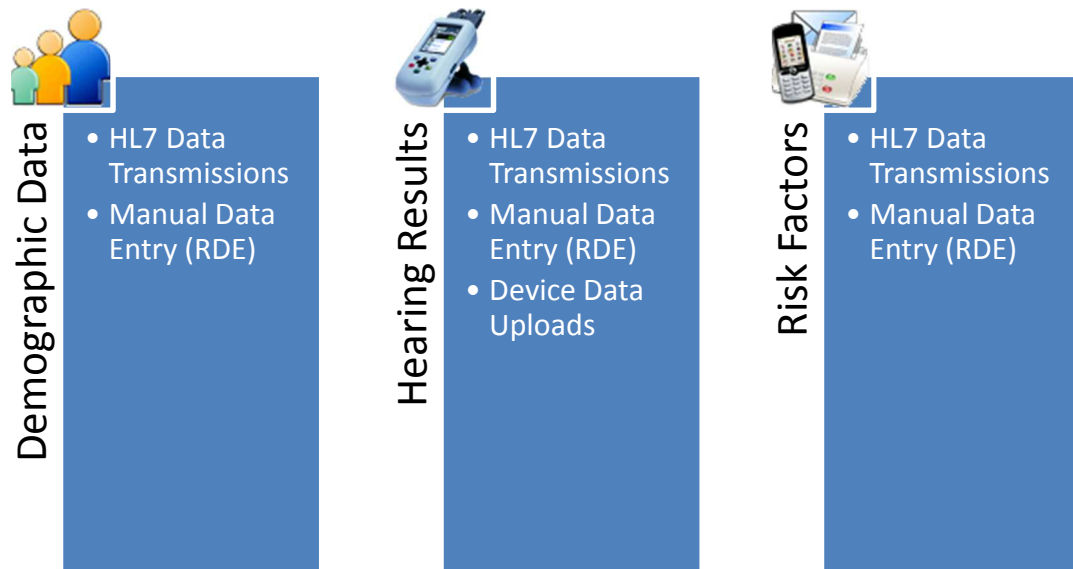 Demographic Data
• HL7 Data
Transmissions
• Manual Data
Entry (RDE)
Hearing Results
• HL7 Data
Transmissions
• Manual Data
Entry (RDE)
• Device Data
Uploads
Risk Factors
• HL7 Data
Transmissions
• Manual Data
Entry (RDE)